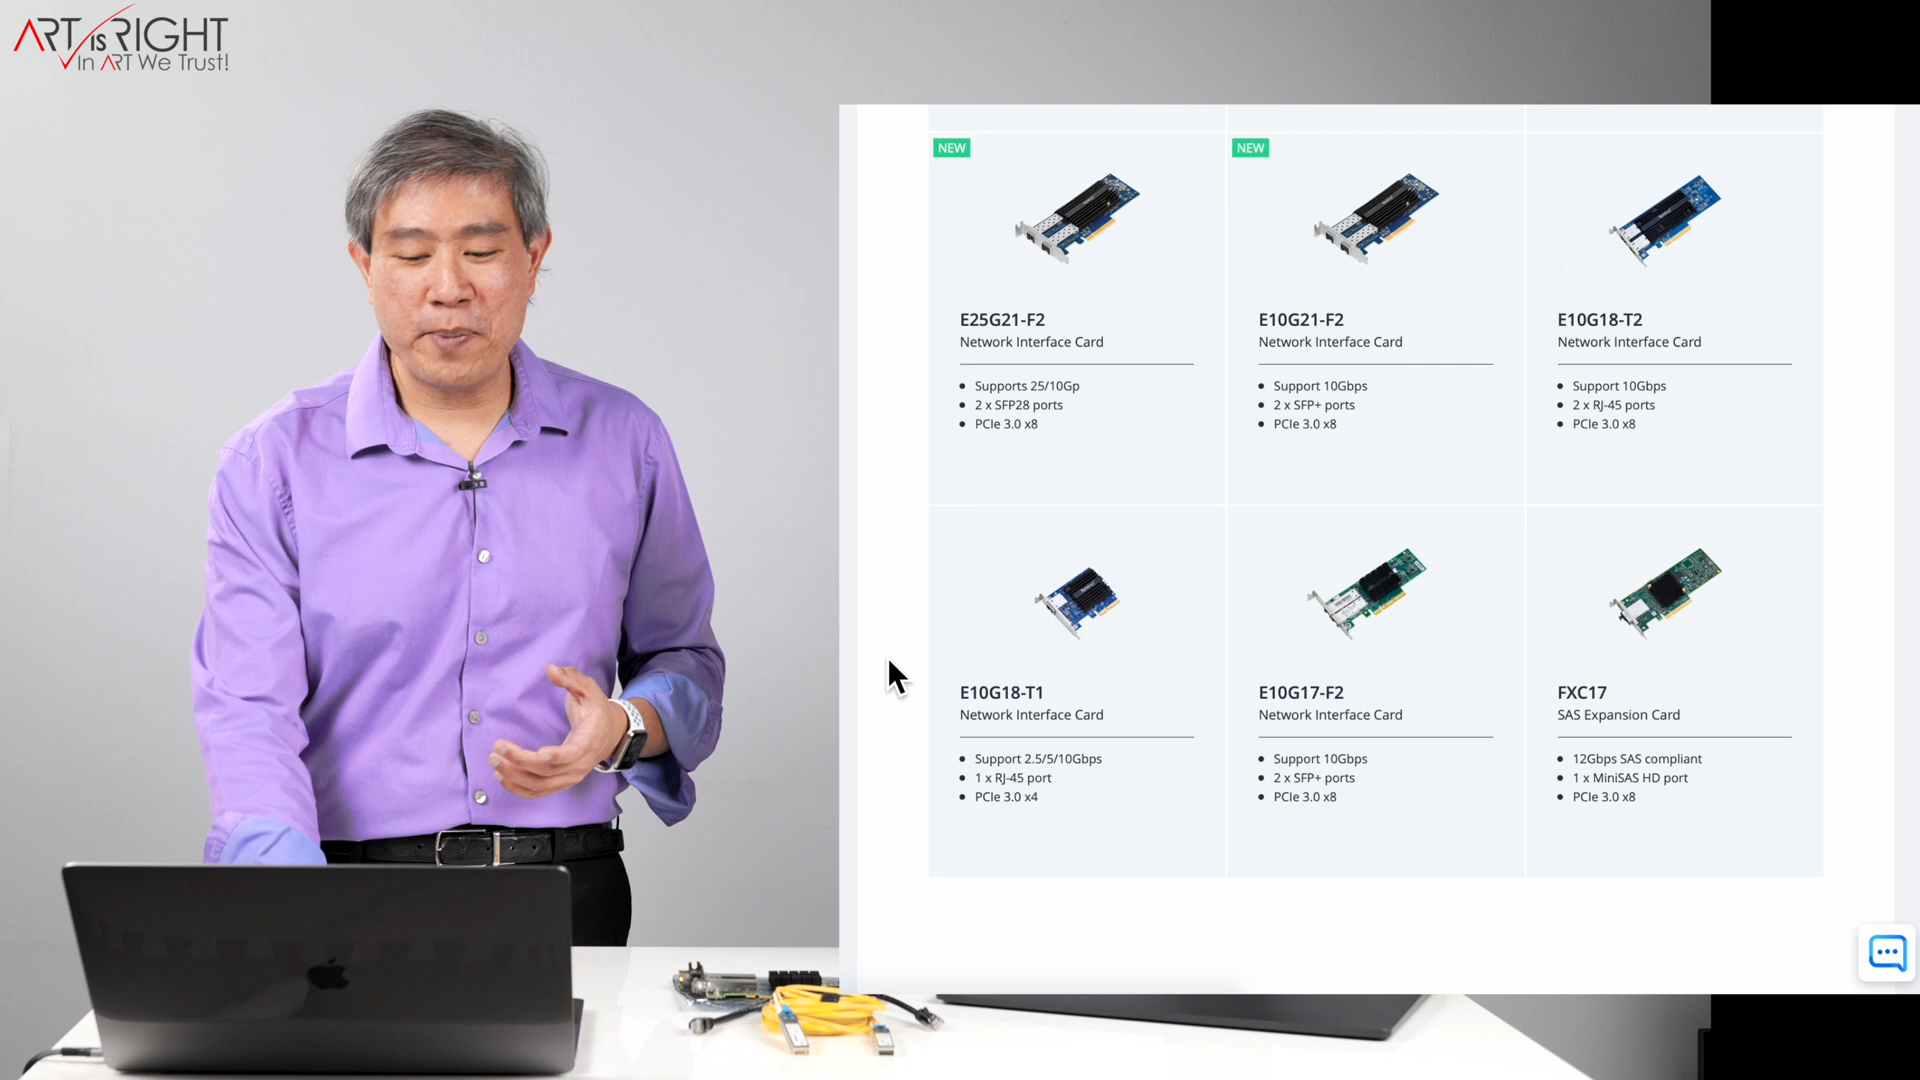 ART is RIGHT
In ART We Trust!
NEW
E25G21-F2
Network Interface Card
Supports 25/10Gp
2 x SFP28 ports
PCIe 3.0 x8
NEW
E10G21-F2
Network Interface Card
Support 10Gbps
2 x SFP+ ports
PCIe 3.0 x8
E10G18-T2
Network Interface Card
Support 10Gbps
2 x RJ-45 ports
PCIe 3.0 x8
E10G18-T1
Network Interface Card
Support 2.5/5/10Gbps
1 x RJ-45 port
PCIe 3.0 x4
E10G17-F2
Network Interface Card
Support 10Gbps
2 x SFP+ ports
PCIe 3.0 x8
FXC17
SAS Expansion Card
12Gbps SAS compliant
1 x MiniSAS HD port
PCIe 3.0 x8